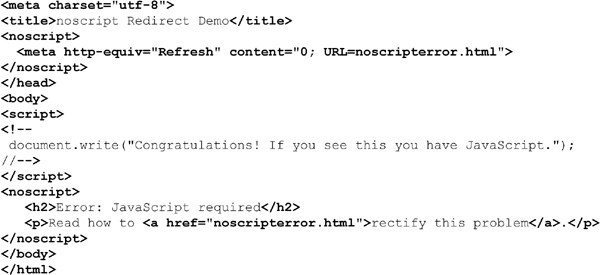 <meta charset="utf-8">
<title>noscript Redirect Demo</title>
<noscript>
<meta http-equiv="Refresh" content="0; URL=noscripterror.html">
</noscript>
</head>
<body>
<script>
<!--
document.write("Congratulations! If you see this you have JavaScript.");
//-->
</script>
<noscript>
<h2>Error: JavaScript required</h2>
<p>Read how to <a href="noscripterror.html">rectify this problem</a>.</p>
</noscript>
</body>
</html>